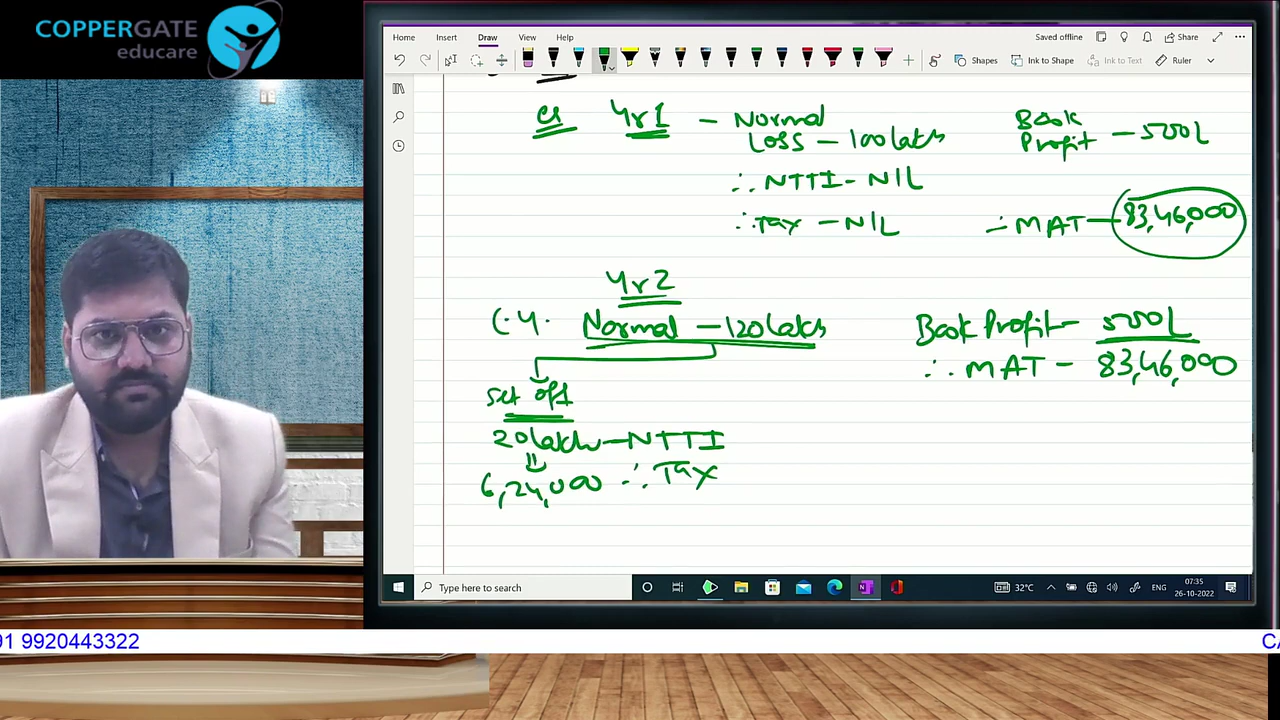 COPPERGATE
educare
Home Insert Draw View Help
Saved offline
Share
Shapes
Ink to Shape
Ink to Text
Ruler
eg Yr1 - Normal
Loss - 100 lakhs
Book
Profit - 500L
∴ NTTI - NIL
∴ Tax - NIL
∴ MAT - 83,46,000
Yr2
C.Y. Normal - 120 lakhs
Book Profit - 500L
∴ MAT - 83,46,000
set off
20 lakhs - NTTI
6,24,000 ∴ Tax
Type here to search
32°C
ENG
07:35
26-10-2022
91 9920443322